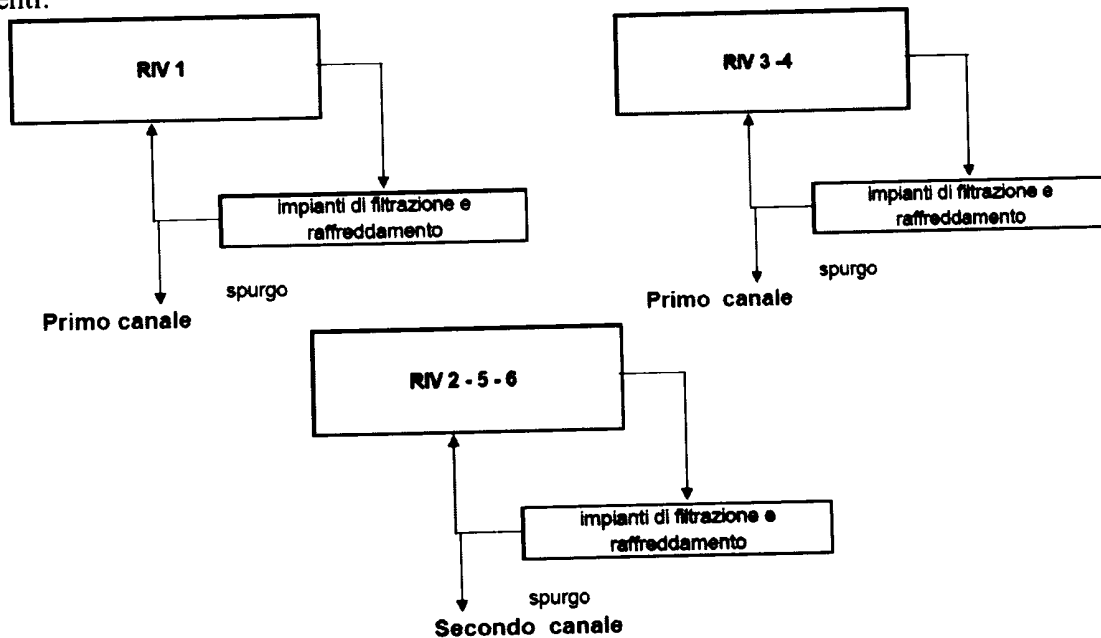 RIV 1
impianti di filtrazione e
raffreddamento
spurgo
Primo canale
RIV 3 -4
impianti di filtrazione e
raffreddamento
spurgo
Primo canale
RIV 2 - 5 - 6
impianti di filtrazione e
raffreddamento
spurgo
Secondo canale